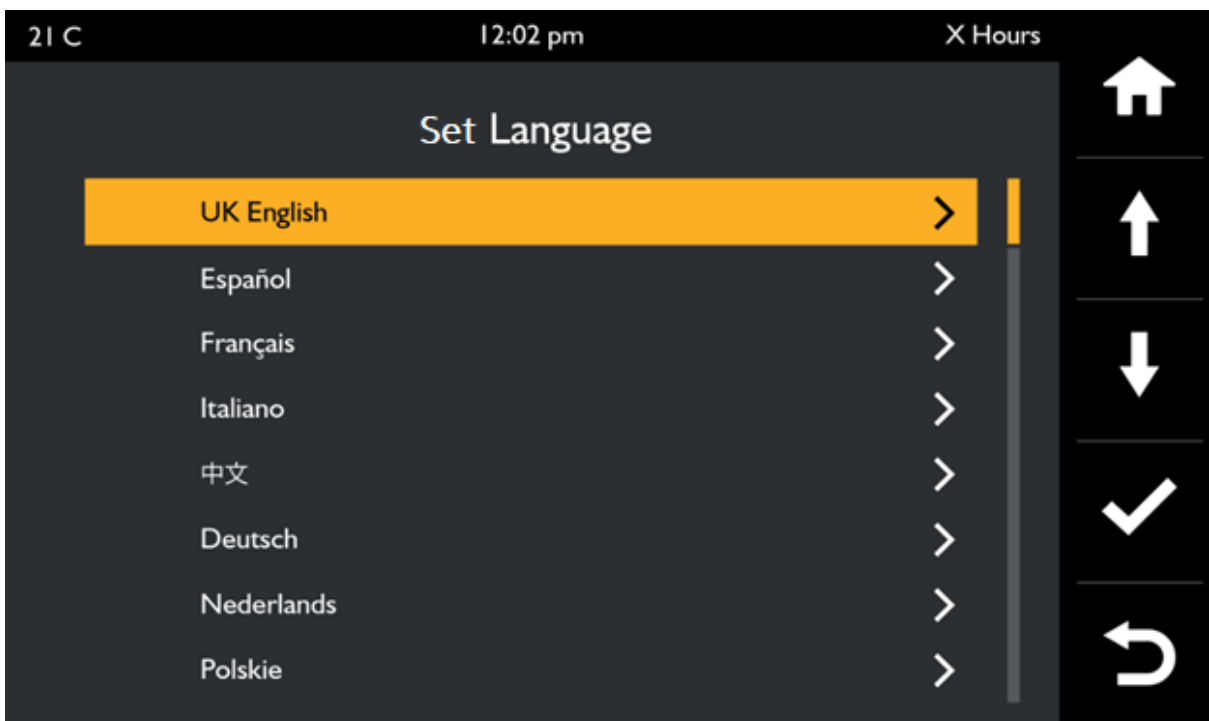 21 C 12:02 pm X Hours
Set Language
UK English
Español
Français
Italiano
中文
Deutsch
Nederlands
Polskie